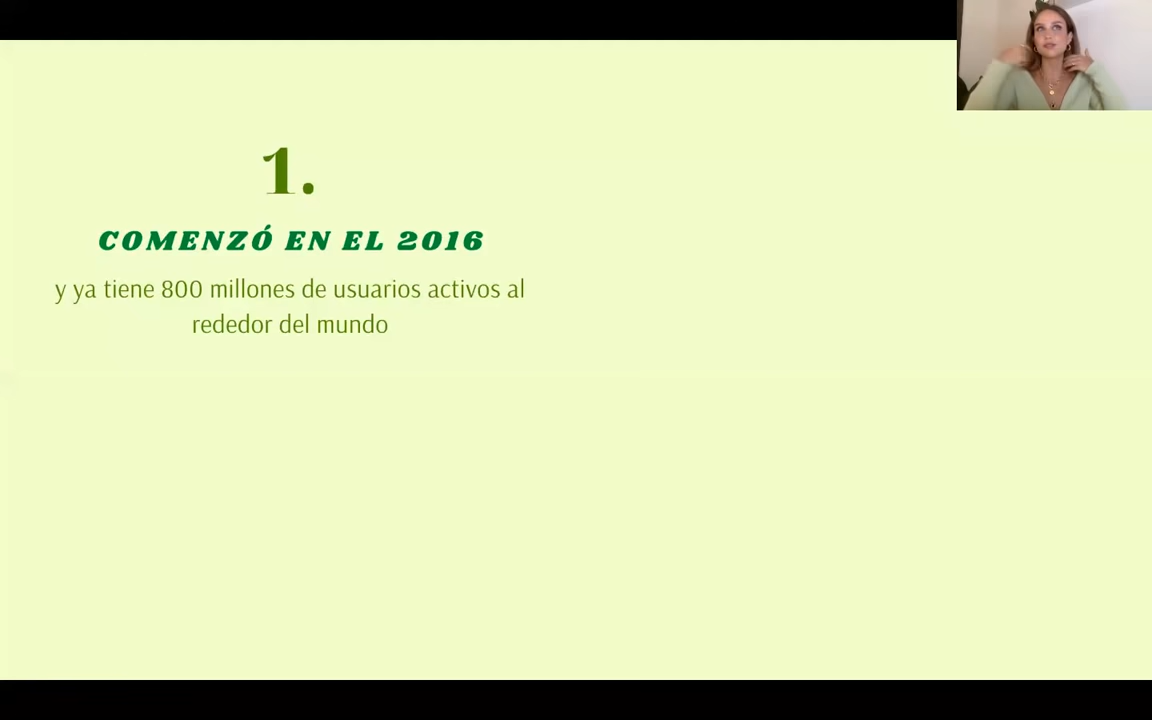 1.
COMENZÓ EN EL 2016
y ya tiene 800 millones de usuarios activos al
rededor del mundo